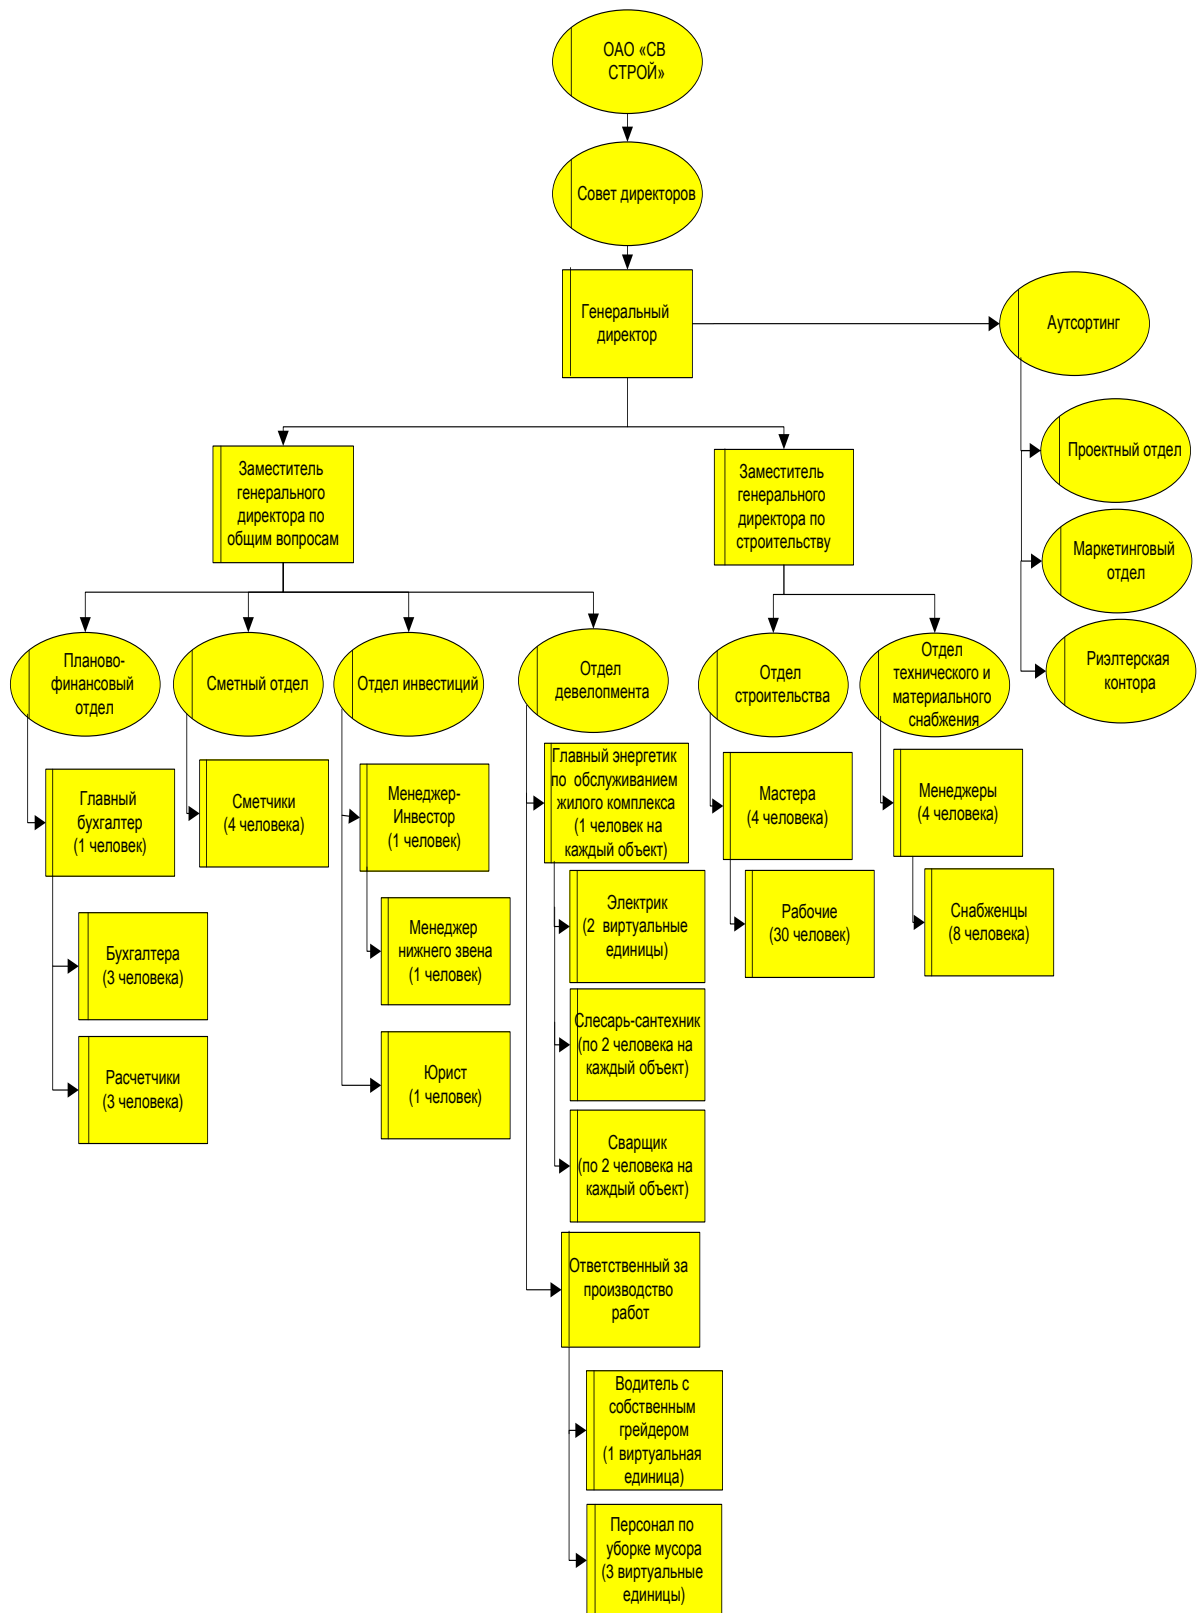 ОАО «СВ
СТРОЙ»
Совет директоров
Генеральный
директор
Аутсортинг
Проектный отдел
Маркетинговый
отдел
Риэлтерская
контора
Заместитель
генерального
директора по
общим вопросам
Заместитель
генерального
директора по
строительству
Планово-
финансовый
отдел
Сметный отдел
Отдел инвестиций
Отдел
девелопмента
Отдел
строительства
Отдел
технического и
материального
снабжения
Главный
бухгалтер
(1 человек)
Бухгалтера
(3 человека)
Расчетчики
(3 человека)
Сметчики
(4 человека)
Менеджер-
Инвестор
(1 человек)
Менеджер
нижнего звена
(1 человек)
Юрист
(1 человек)
Главный энергетик
по обслуживанием
жилого комплекса
(1 человек на
каждый объект)
Электрик
(2 виртуальные
единицы)
Слесарь-сантехник
(по 2 человека на
каждый объект)
Сварщик
(по 2 человека на
каждый объект)
Ответственный за
производство
работ
Водитель с
собственным
грейдером
(1 виртуальная
единица)
Персонал по
уборке мусора
(3 виртуальные
единицы)
Мастера
(4 человека)
Рабочие
(30 человек)
Менеджеры
(4 человека)
Снабженцы
(8 человека)